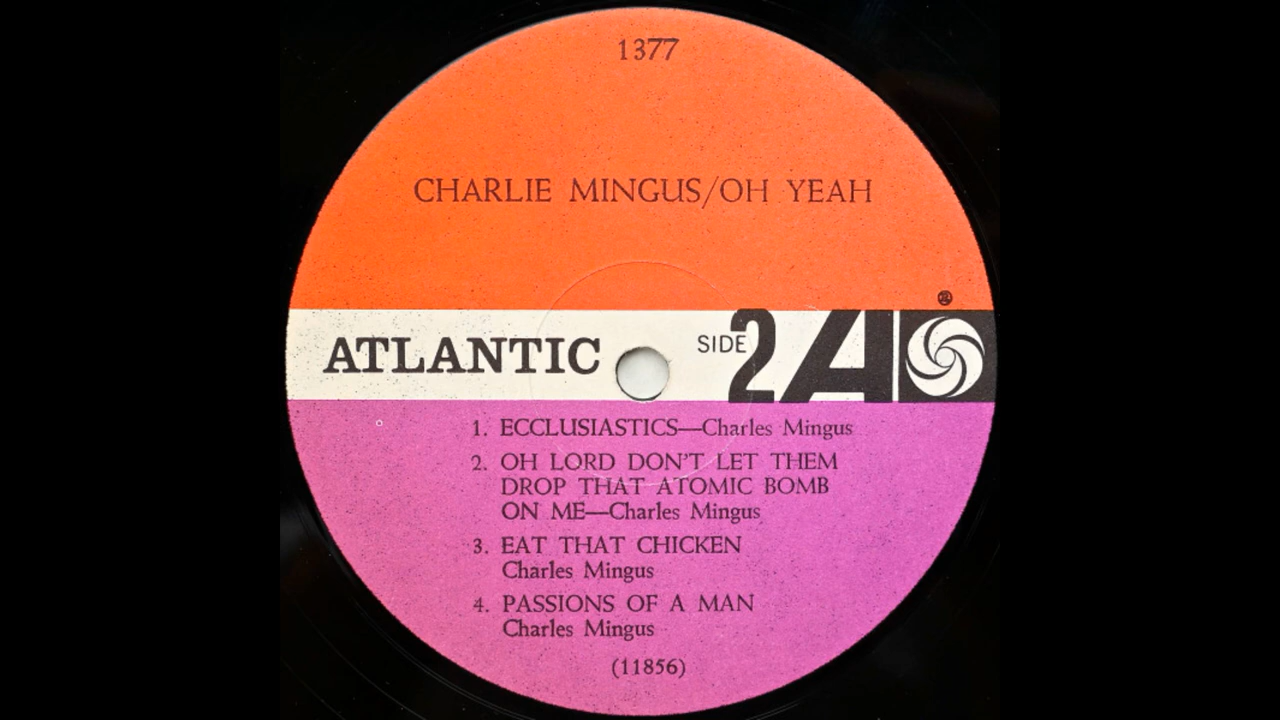 1377
CHARLIE MINGUS/OH YEAH
ATLANTIC SIDE 2 A
1. ECCLUSIASTICS—Charles Mingus
2. OH LORD DON'T LET THEM
DROP THAT ATOMIC BOMB
ON ME—Charles Mingus
3. EAT THAT CHICKEN
Charles Mingus
4. PASSIONS OF A MAN
Charles Mingus
(11856)